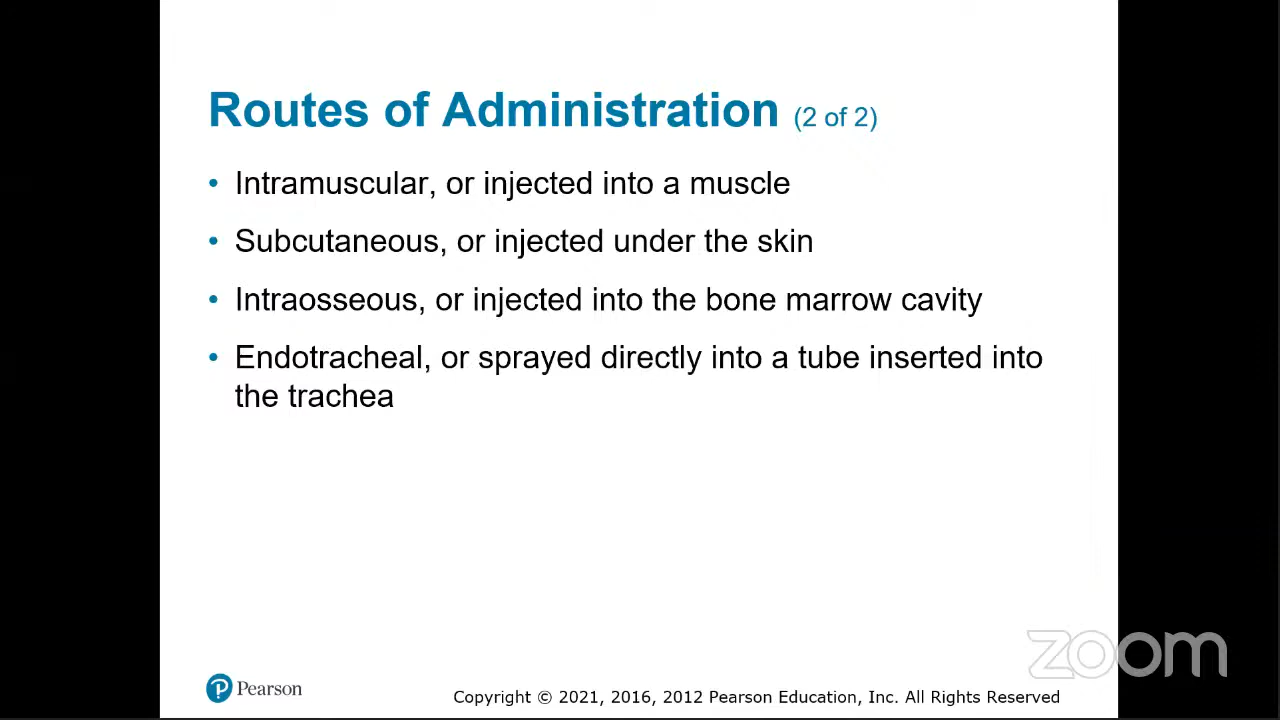 Routes of Administration (2 of 2)
• Intramuscular, or injected into a muscle
• Subcutaneous, or injected under the skin
• Intraosseous, or injected into the bone marrow cavity
• Endotracheal, or sprayed directly into a tube inserted into
the trachea
zoom
P Pearson
Copyright © 2021, 2016, 2012 Pearson Education, Inc. All Rights Reserved